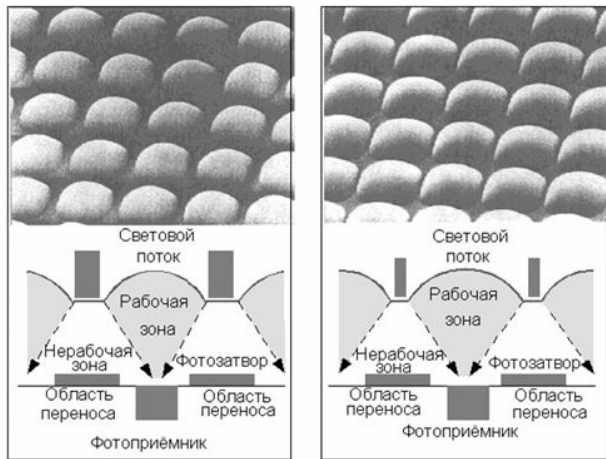 Световой
поток
Рабочая
зона
Нерабочая
зона
Фотозатвор
Область
переноса
Область
переноса
Фотоприёмник
Световой
поток
Рабочая
зона
Нерабочая
зона
Фотозатвор
Область
переноса
Область
переноса
Фотоприёмник